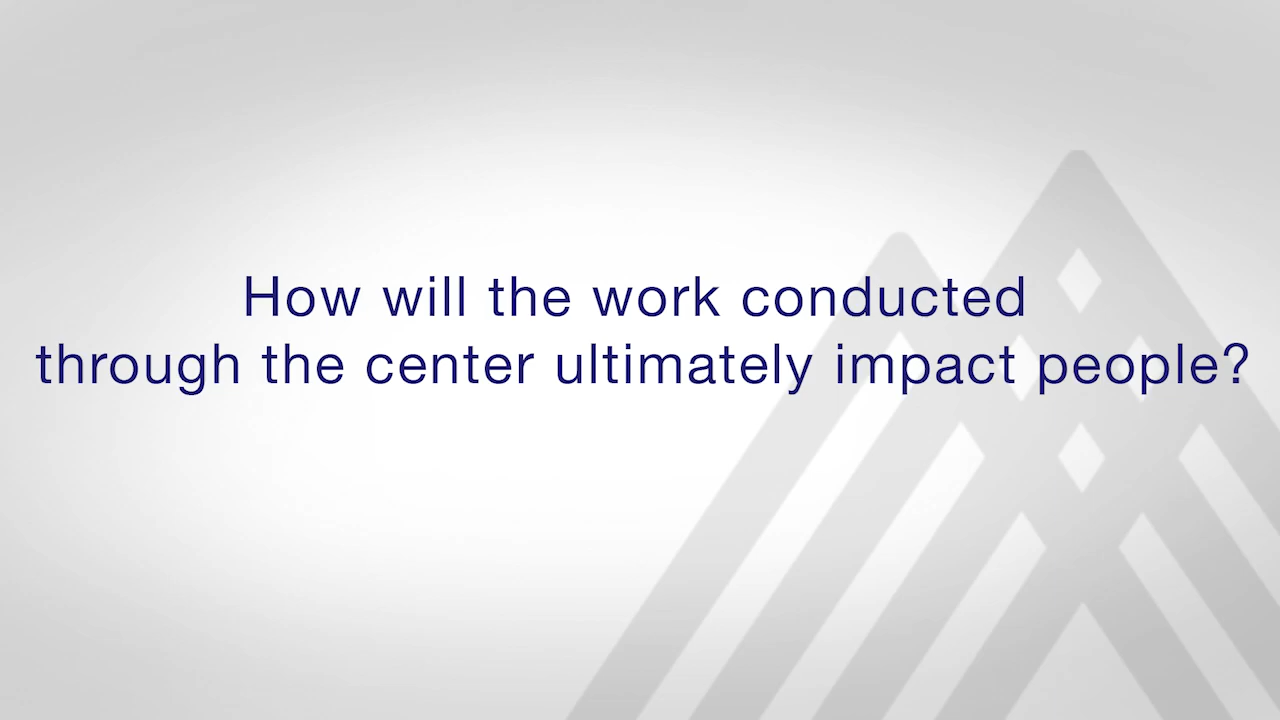 How will the work conducted
through the center ultimately impact people?